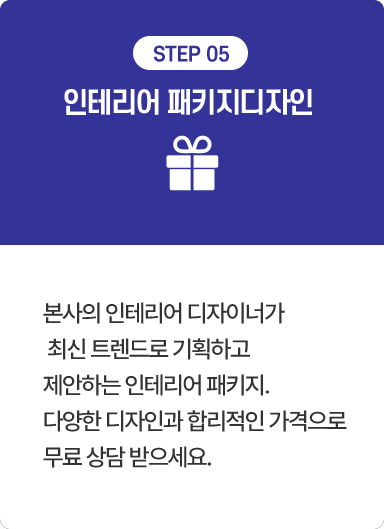 STEP 05
인테리어 패키지디자인
본사의 인테리어 디자이너가
최신 트렌드로 기획하고
제안하는 인테리어 패키지.
다양한 디자인과 합리적인 가격으로
무료 상담 받으세요.